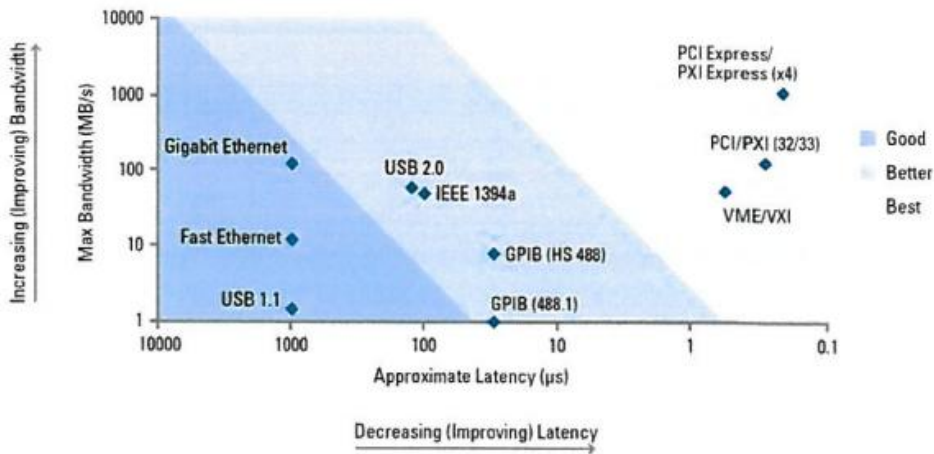 Increasing (Improving) Bandwidth
Max Bandwidth (MB/s)
10000
1000
100
10
1
PCI Express/
PXI Express (x4)
Gigabit Ethernet
PCI/PXI (32/33)
USB 2.0
IEEE 1394a
VME/VXI
Fast Ethernet
GPIB (HS 488)
USB 1.1
GPIB (488.1)
Good
Better
Best
10000
1000
100
10
1
0.1
Approximate Latency (µs)
Decreasing (Improving) Latency